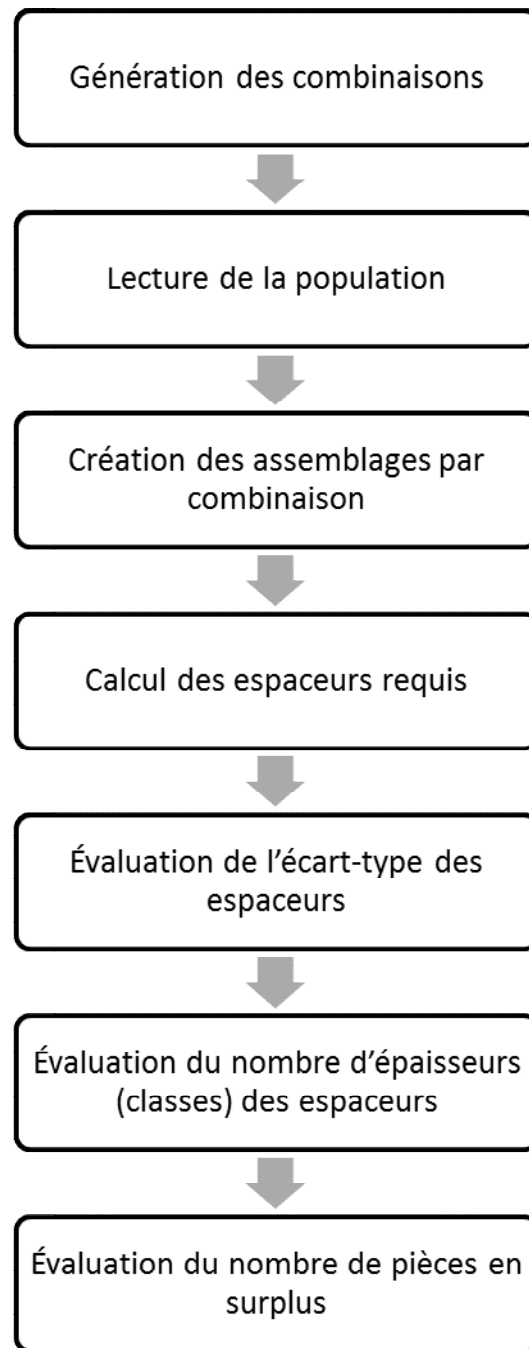 Génération des combinaisons
Lecture de la population
Création des assemblages par
combinaison
Calcul des espaceurs requis
Évaluation de l’écart-type des
espaceurs
Évaluation du nombre d’épaisseurs
(classes) des espaceurs
Évaluation du nombre de pièces en
surplus